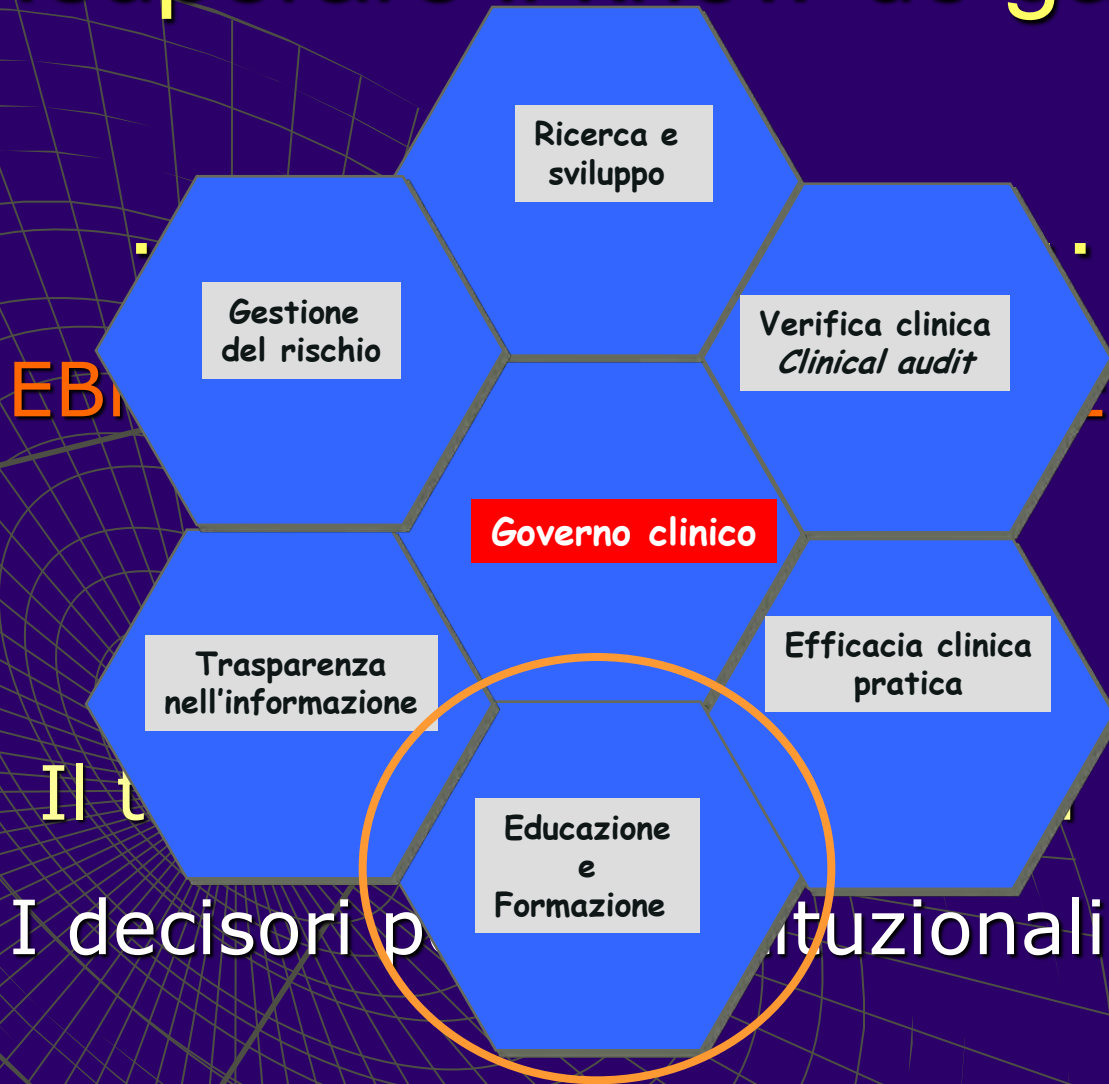 Ricerca e
sviluppo
Gestione
del rischio
Verifica clinica
Clinical audit
Governo clinico
Trasparenza
nell'informazione
Efficacia clinica
pratica
Il
Educazione
e
Formazione
I decisori